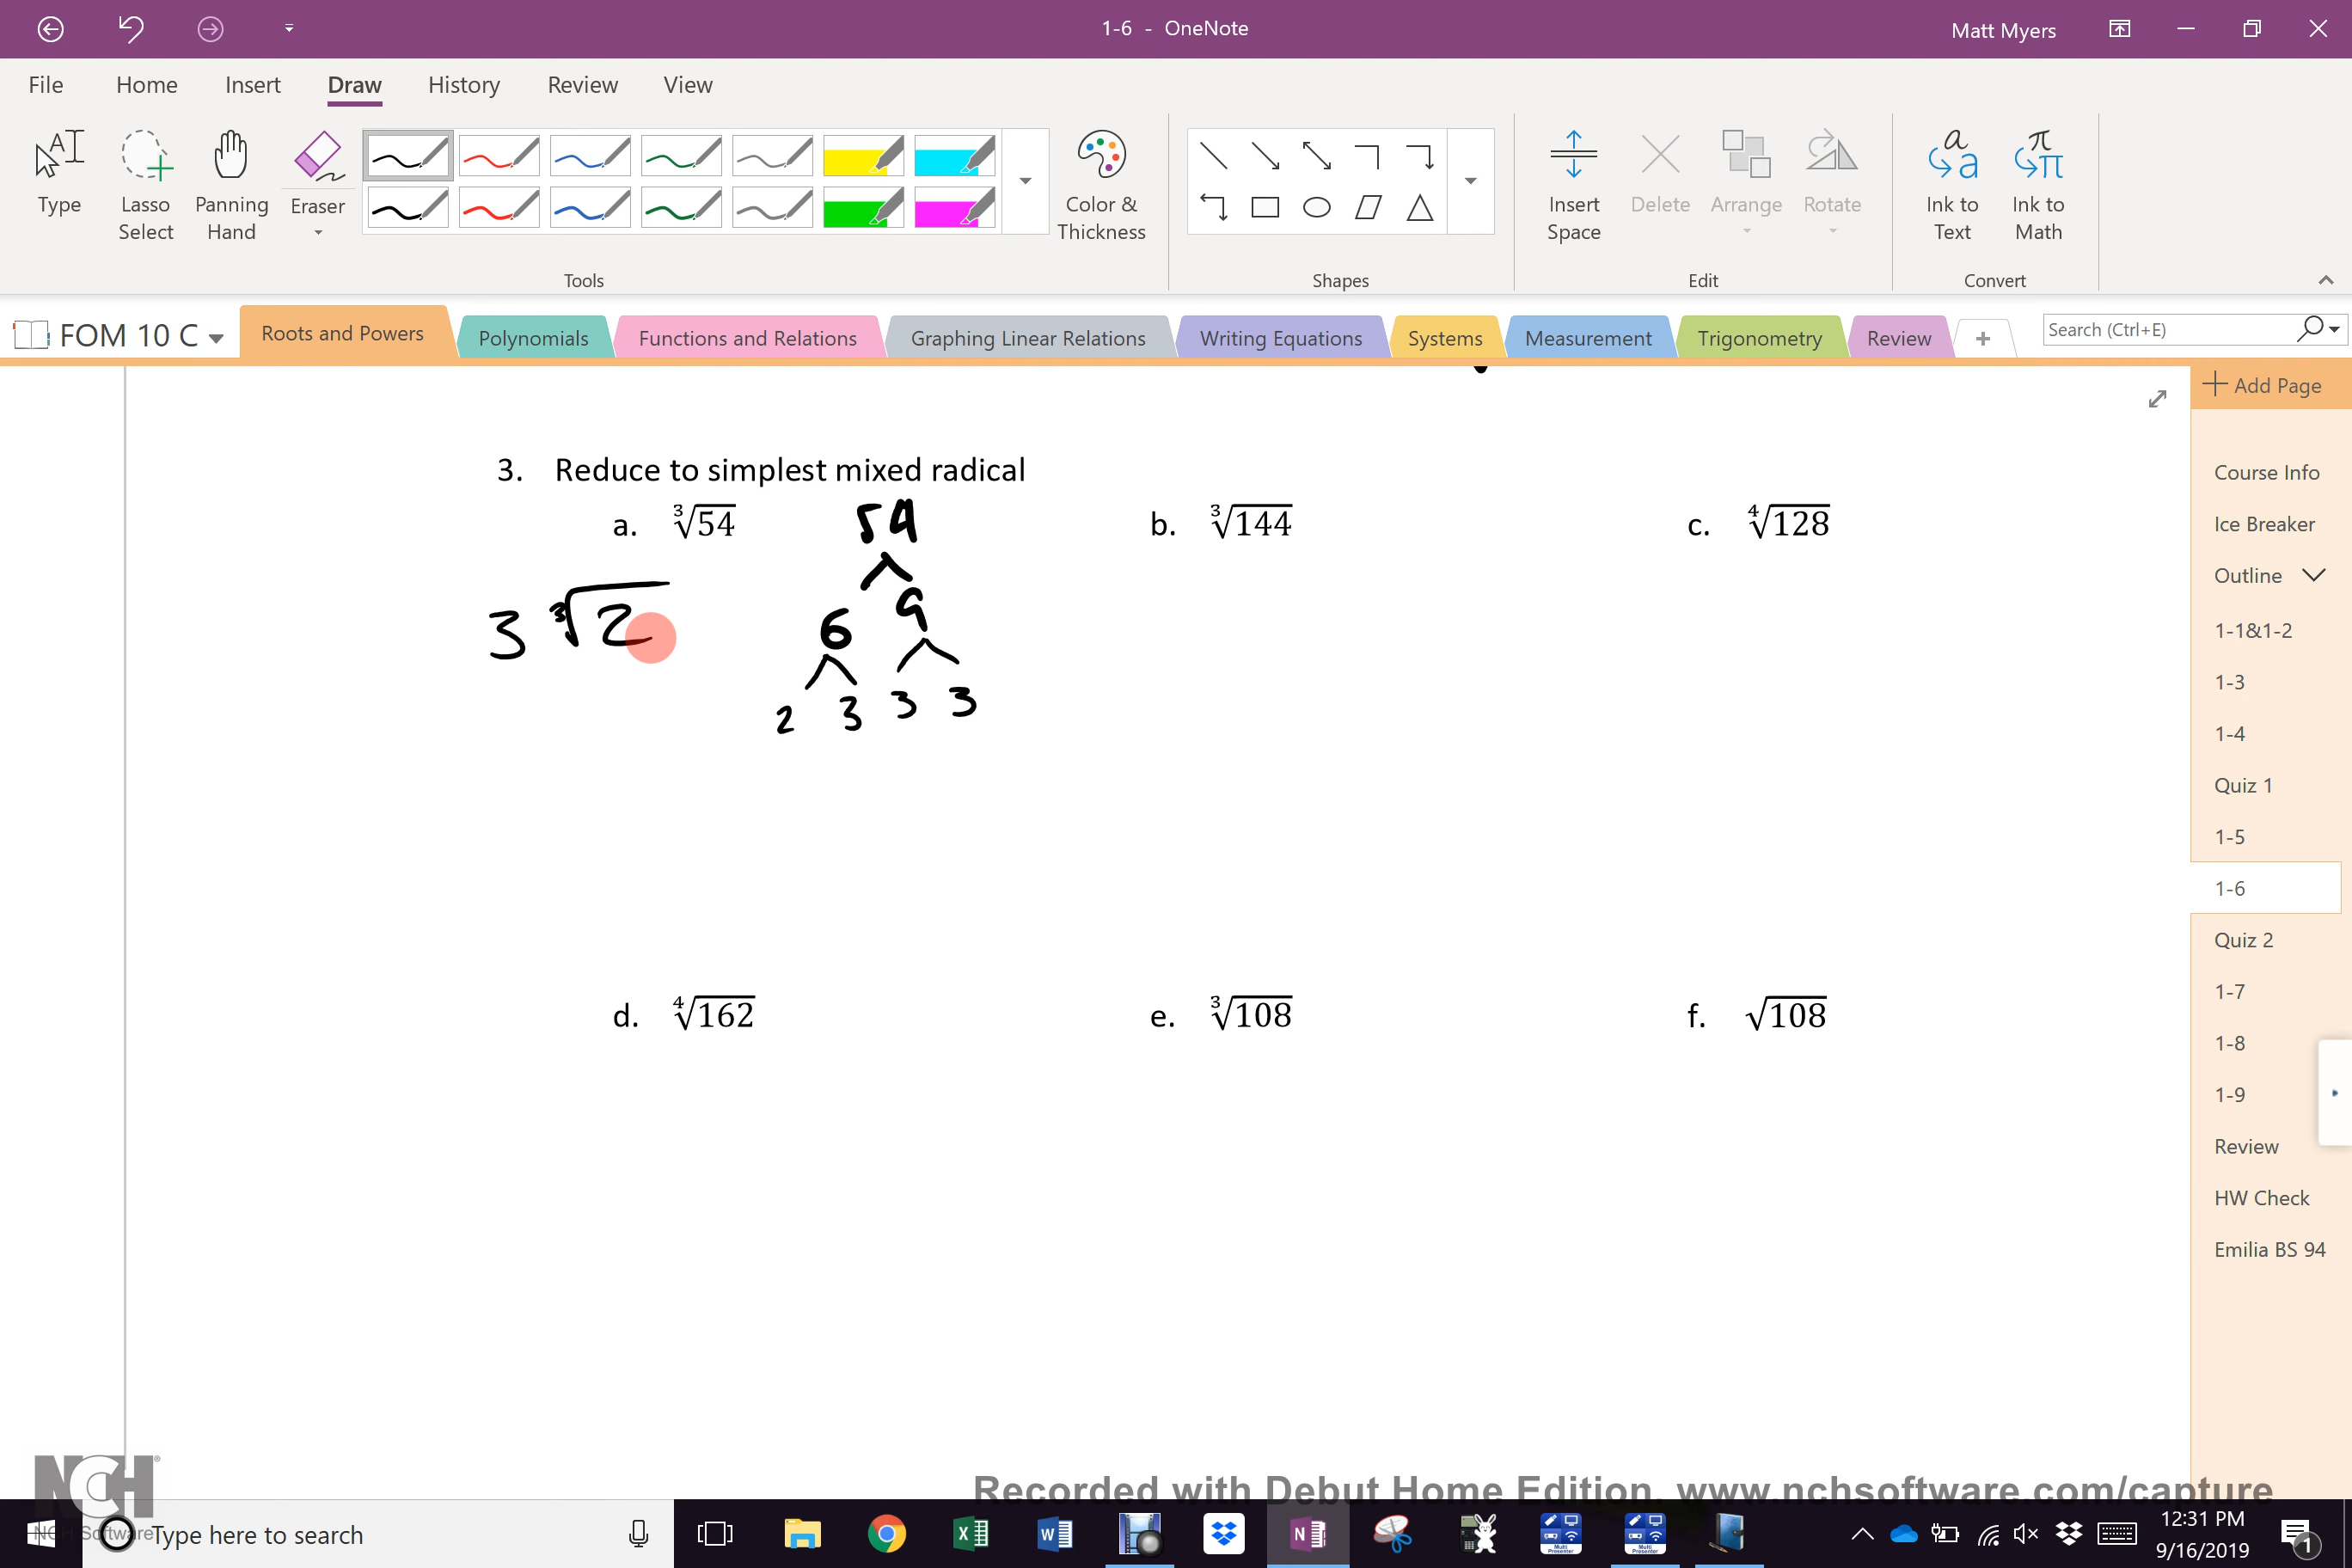 1-6 - OneNote
Matt Myers
File Home Insert Draw History Review View
Type
Lasso Select
Panning Hand
Eraser
Color & Thickness
Insert Space
Delete
Arrange
Rotate
Ink to Text
Ink to Math
Tools
Shapes
Edit
Convert
FOM 10 C
Roots and Powers
Polynomials
Functions and Relations
Graphing Linear Relations
Writing Equations
Systems
Measurement
Trigonometry
Review
Search (Ctrl+E)
Add Page
3. Reduce to simplest mixed radical
a. ∛54
54
b. ∛144
c. ∜128
3 ∛2
6 9
2 3 3 3
d. ∜162
e. ∛108
f. √108
Course Info
Ice Breaker
Outline
1-1&1-2
1-3
1-4
Quiz 1
1-5
1-6
Quiz 2
1-7
1-8
1-9
Review
HW Check
Emilia BS 94
NCH®
NCH Software
Recorded with Debut Home Edition. www.nchsoftware.com/capture
Type here to search
12:31 PM
9/16/2019
1